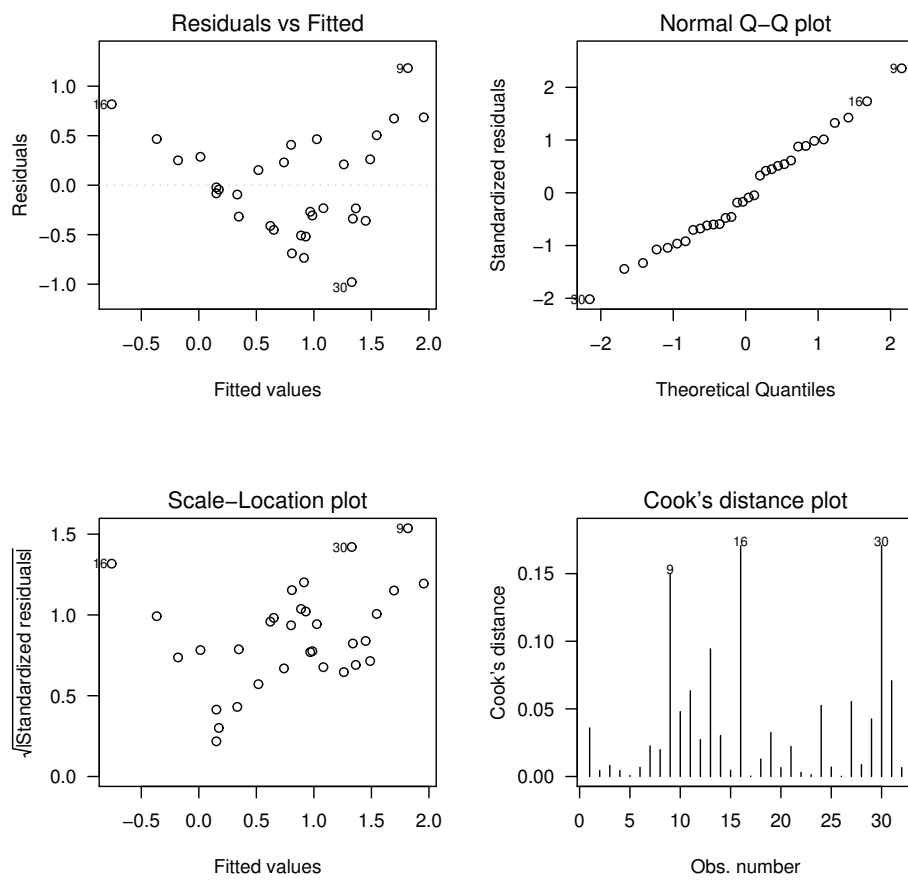 Residuals vs Fitted
Residuals
1.0
0.5
0.0
−0.5
−1.0
16
9
30
−0.5 0.0 0.5 1.0 1.5 2.0
Fitted values
Normal Q−Q plot
Standardized residuals
2
1
0
−1
−2
9
16
30
−2 −1 0 1 2
Theoretical Quantiles
Scale−Location plot
√|Standardized residuals|
1.5
1.0
0.5
0.0
16
30
9
−0.5 0.0 0.5 1.0 1.5 2.0
Fitted values
Cook's distance plot
Cook's distance
0.15
0.10
0.05
0.00
9
16
30
0 5 10 15 20 25 30
Obs. number